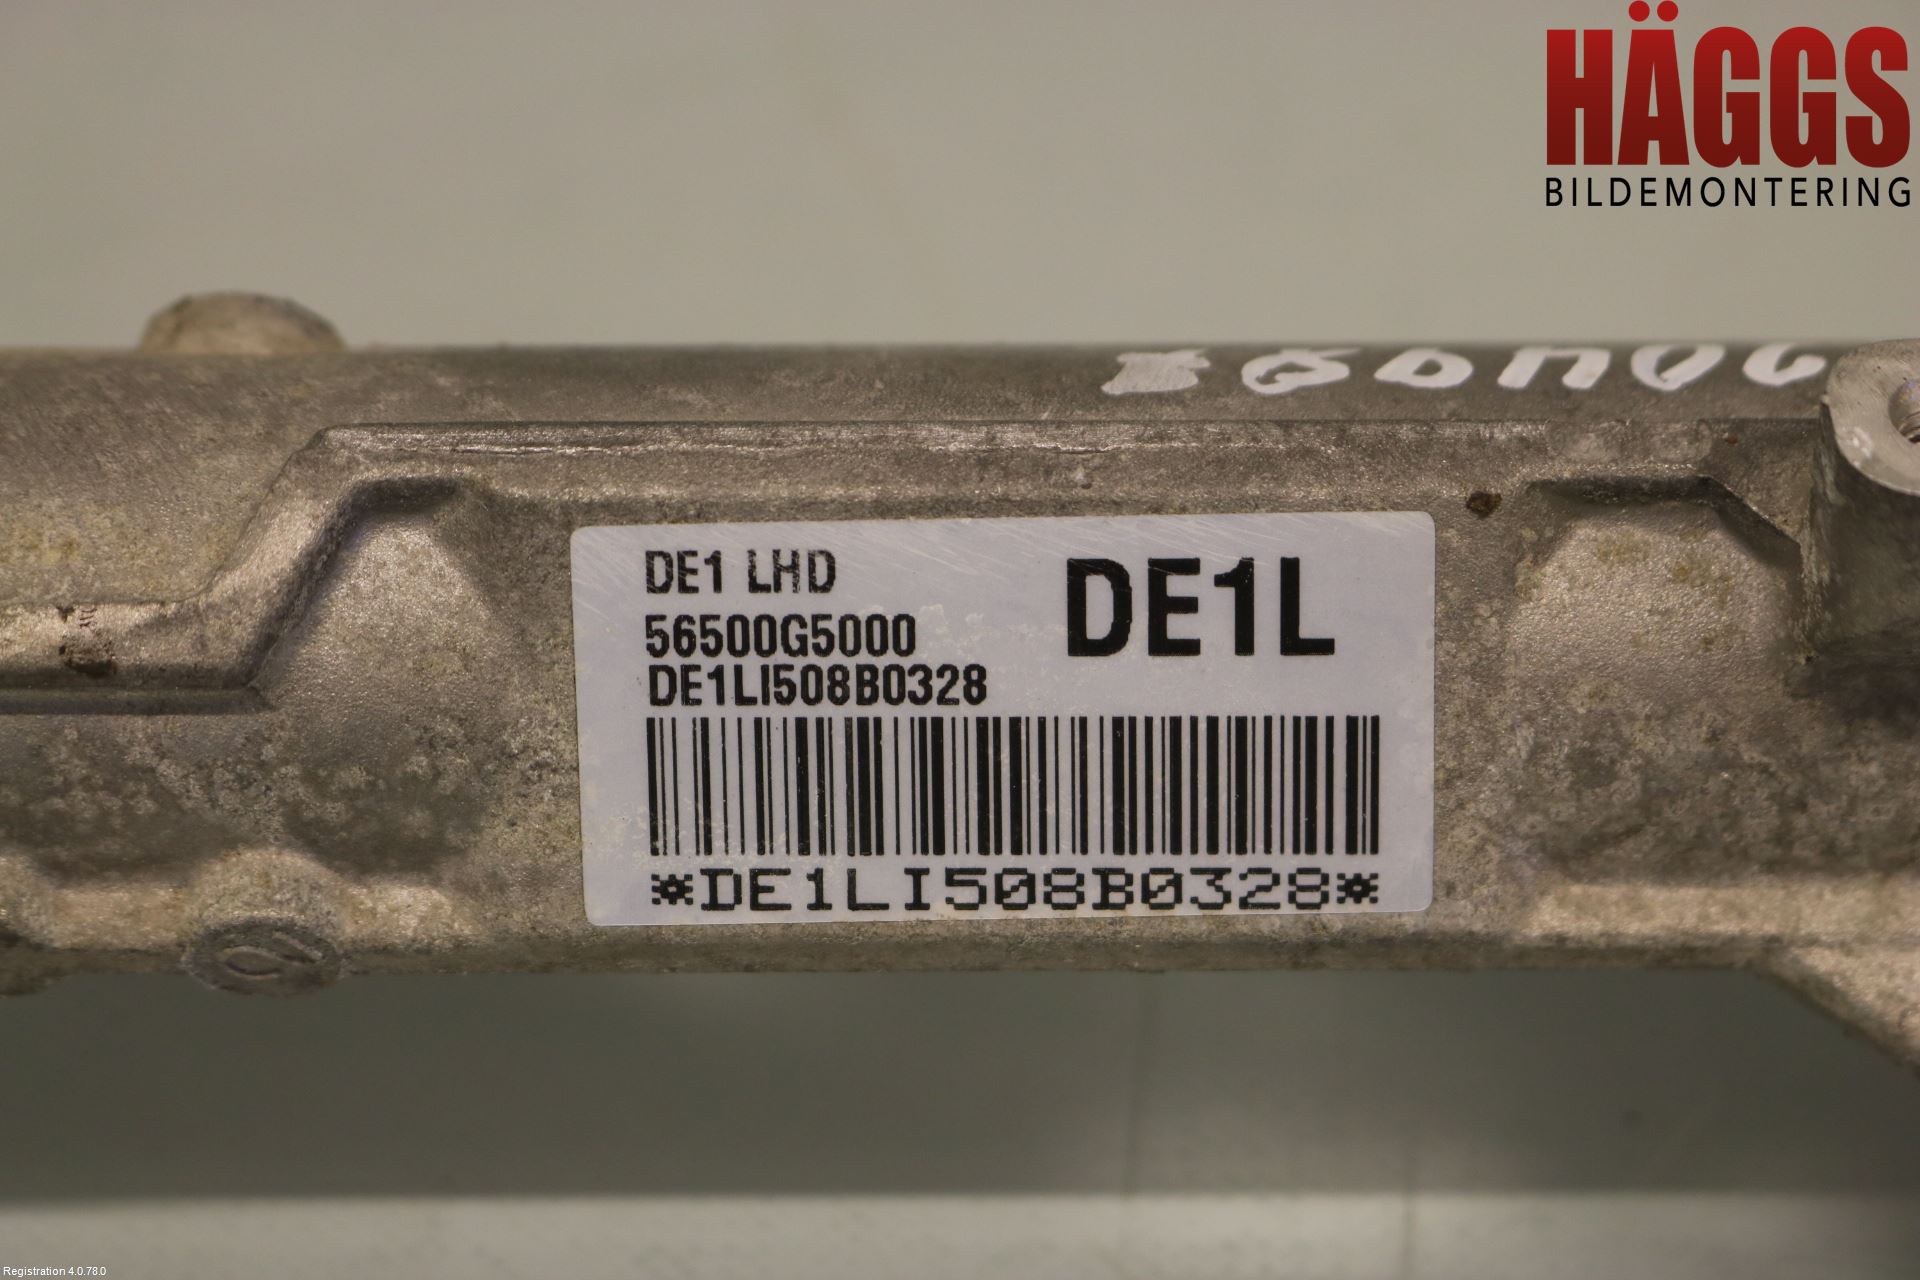 HÄGGS
BILDEMONTERING
DE1 LHD
DE1L
56500G5000
DE1LI508B0328
*DE1LI508B0328*
Registration 4.0.78.0